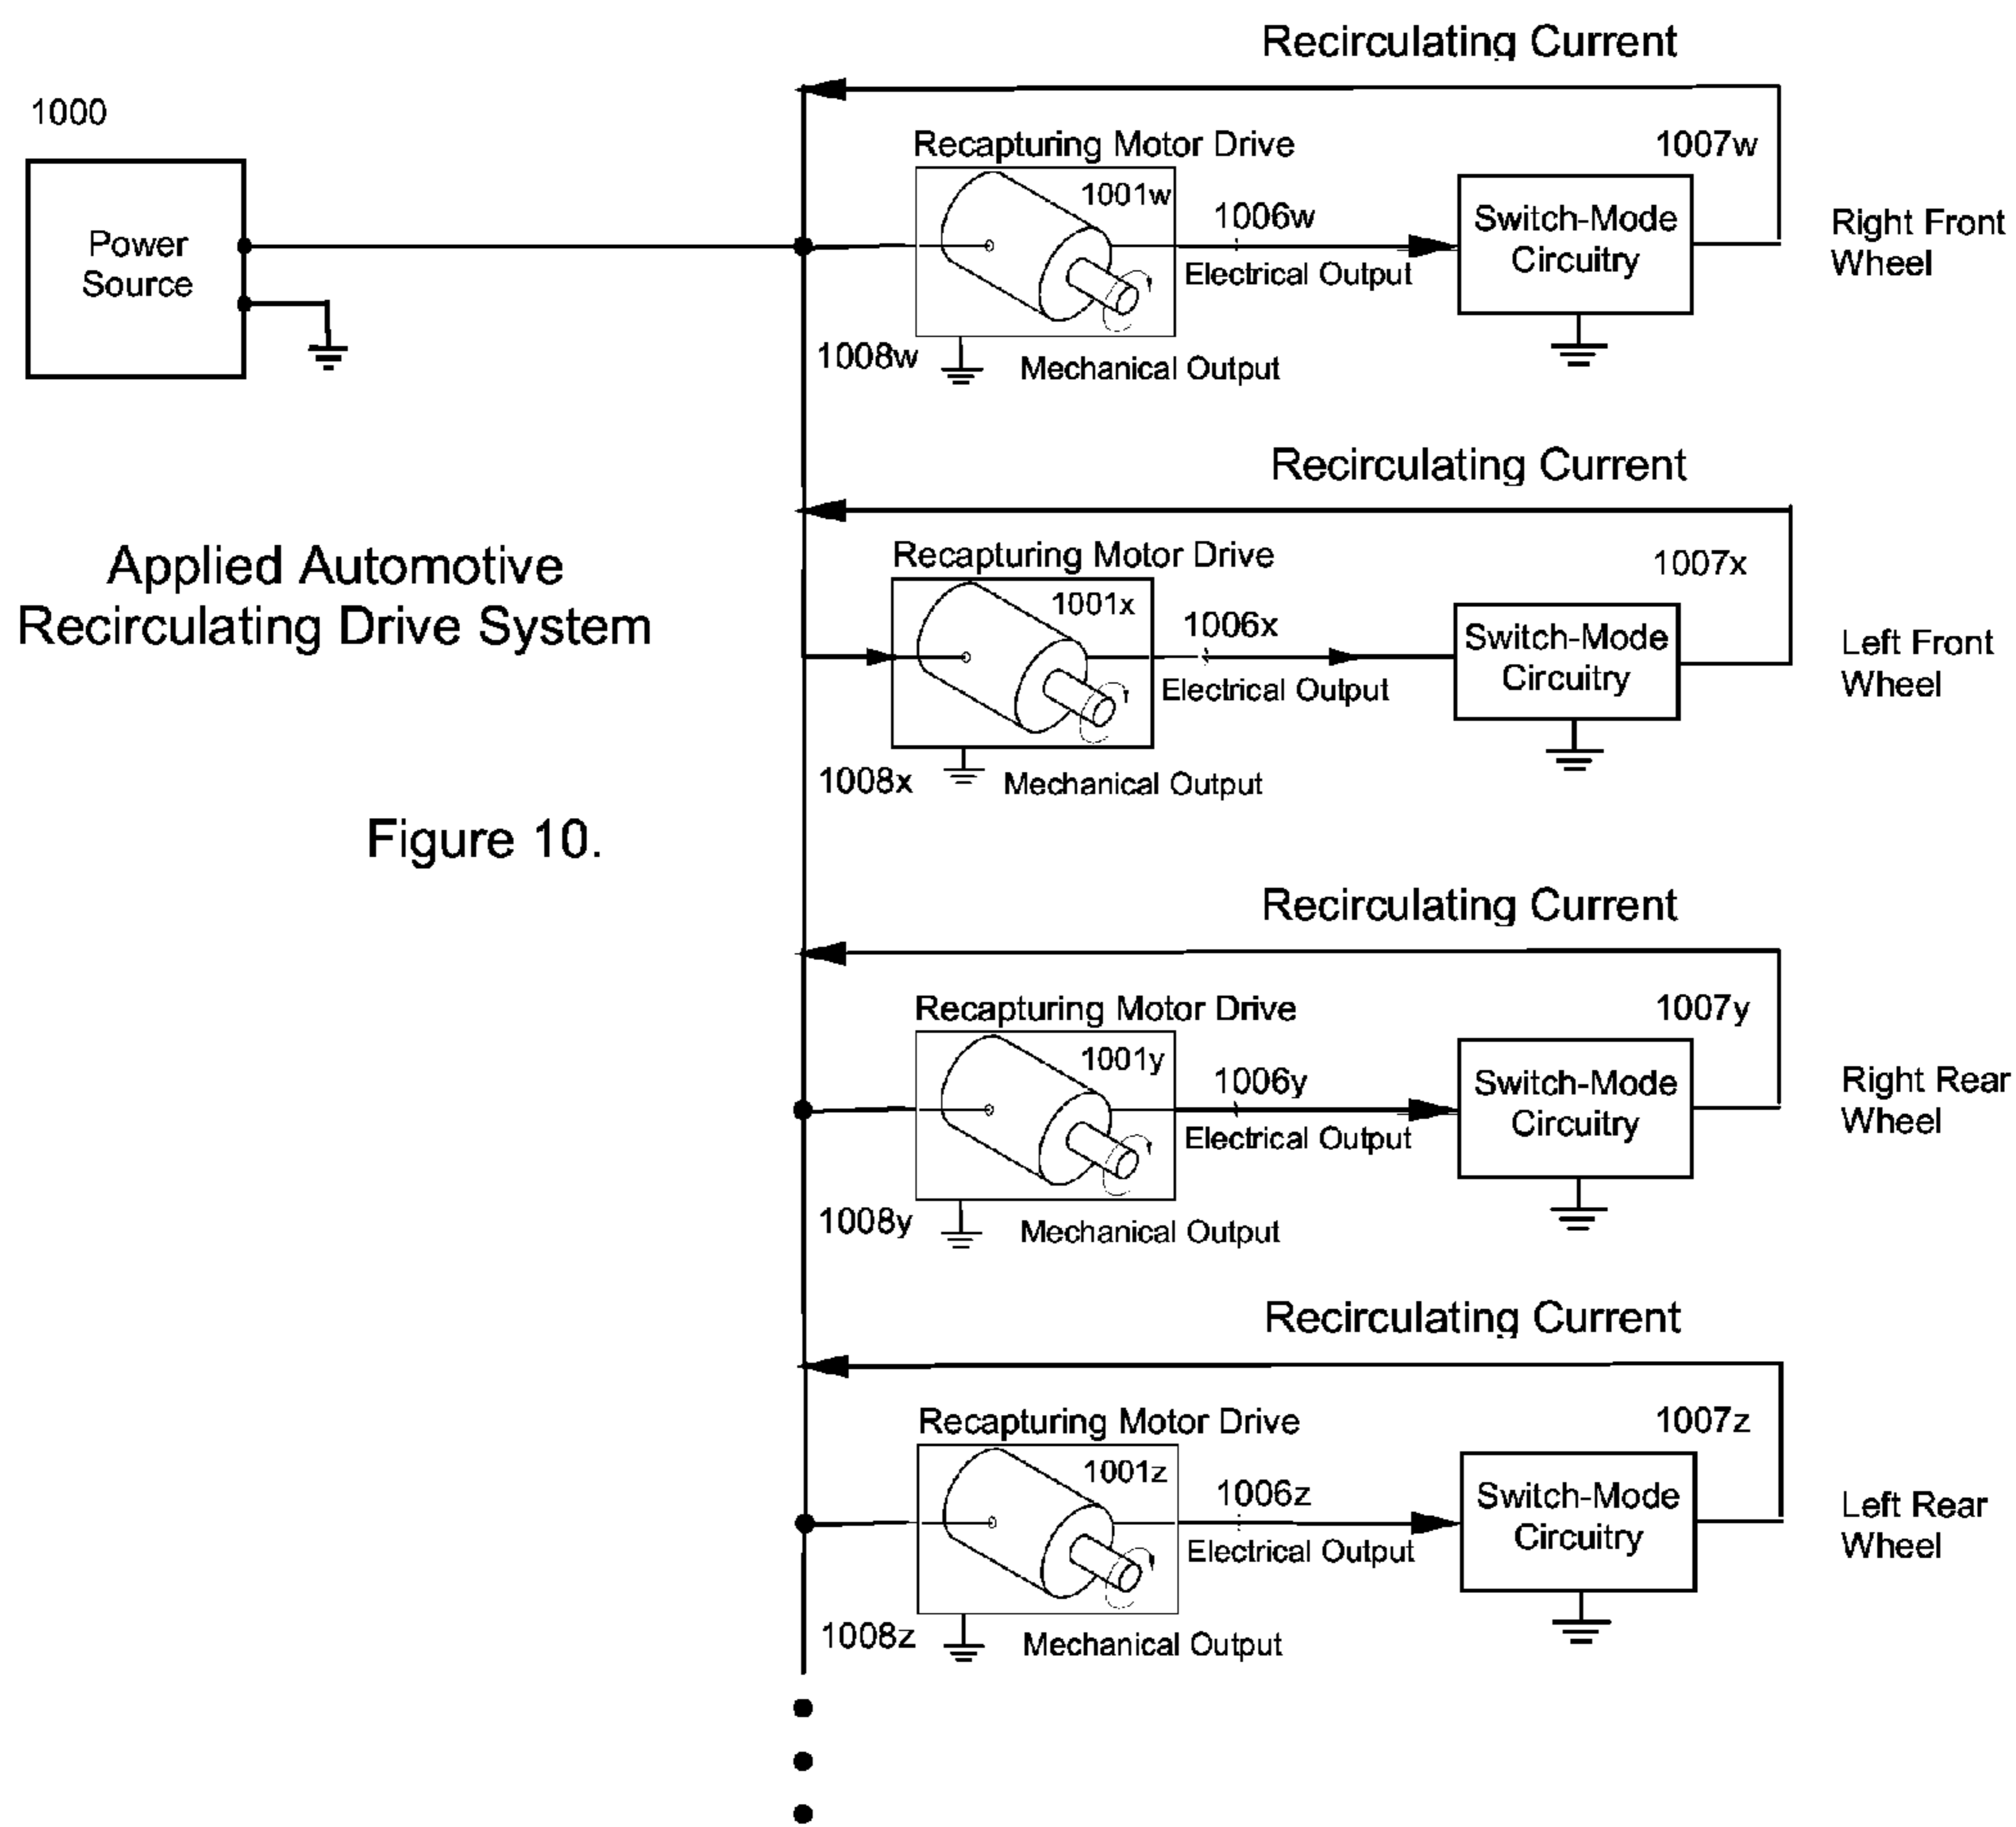 Recirculating Current
1000
Recapturing Motor Drive
1007w
1001w
1006w
Power
Source
Switch-Mode
Circuitry
Right Front
Wheel
Electrical Output
1008w
Mechanical Output
Recirculating Current
Applied Automotive
Recirculating Drive System
Recapturing Motor Drive
1007x
1001x
1006x
Switch-Mode
Circuitry
Left Front
Wheel
Electrical Output
1008x
Mechanical Output
Figure 10.
Recirculating Current
Recapturing Motor Drive
1007y
1001y
1006y
Switch-Mode
Circuitry
Right Rear
Wheel
Electrical Output
1008y
Mechanical Output
Recirculating Current
Recapturing Motor Drive
1007z
1001z
1006z
Switch-Mode
Circuitry
Left Rear
Wheel
Electrical Output
1008z
Mechanical Output